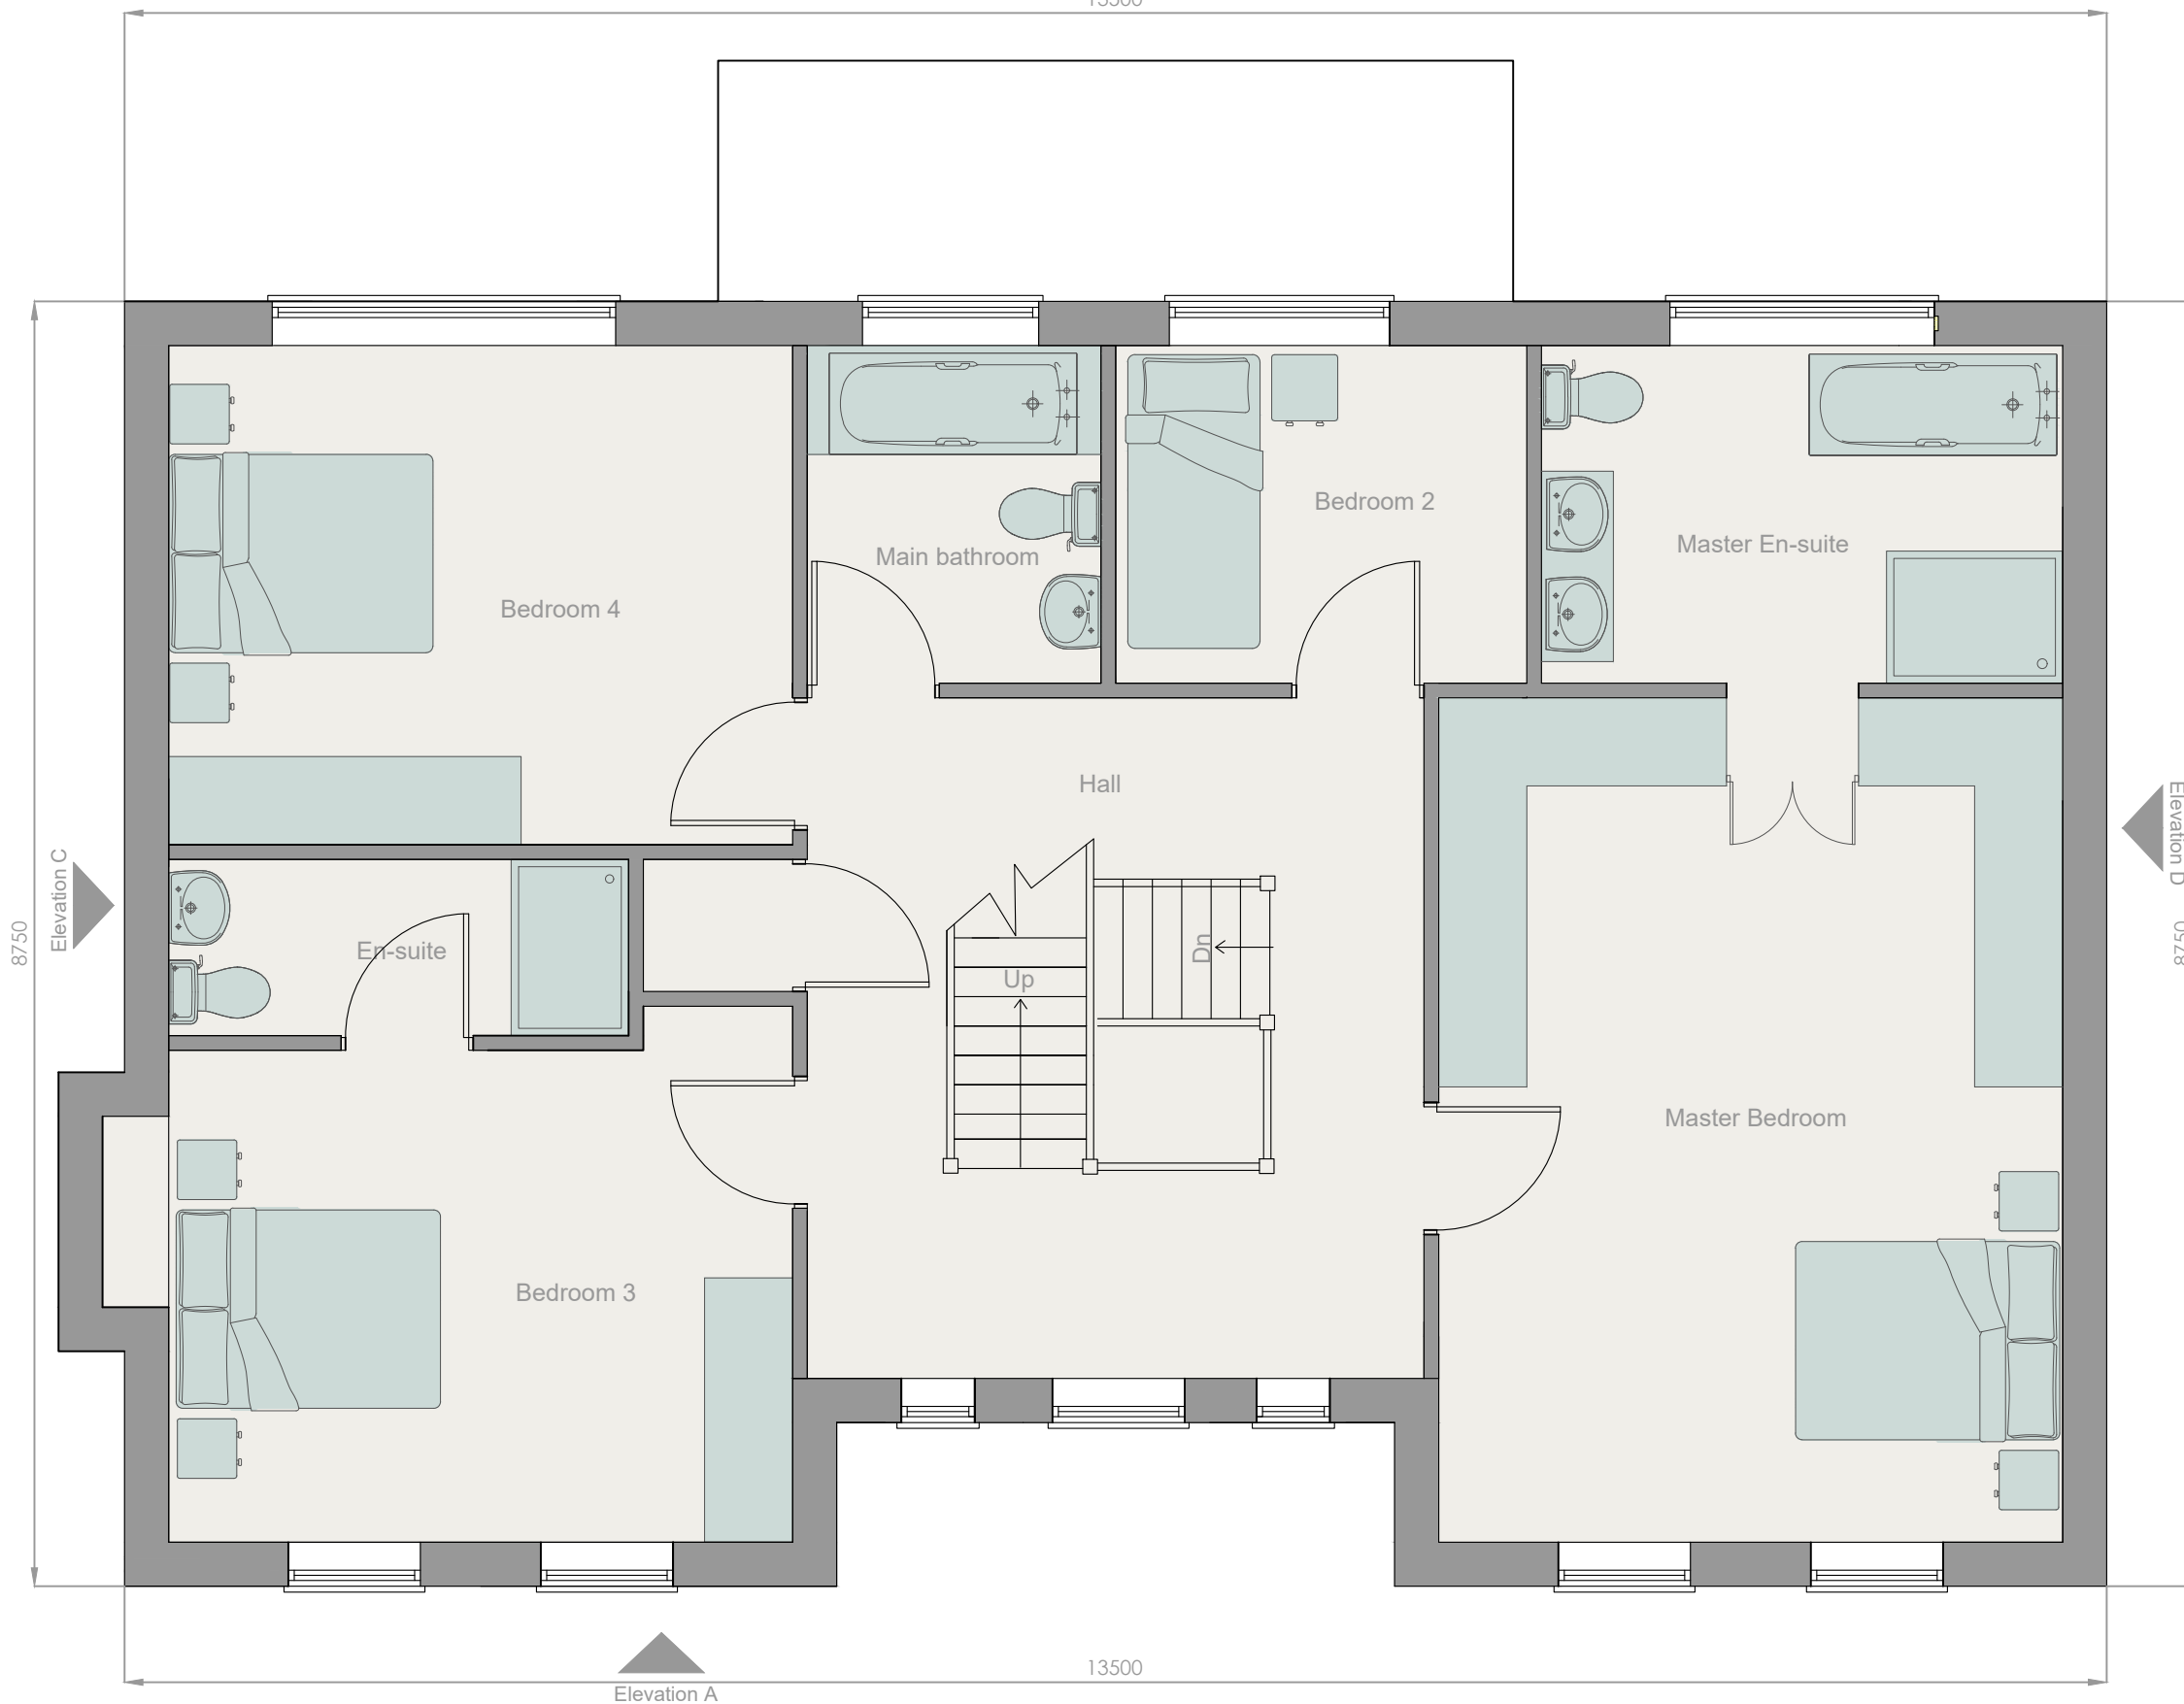 Bedroom 2
Master En-suite
Main bathroom
Bedroom 4
Hall
Elevation C
Elevation D
8750
En-suite
Up
Dn
Master Bedroom
Bedroom 3
13500
Elevation A